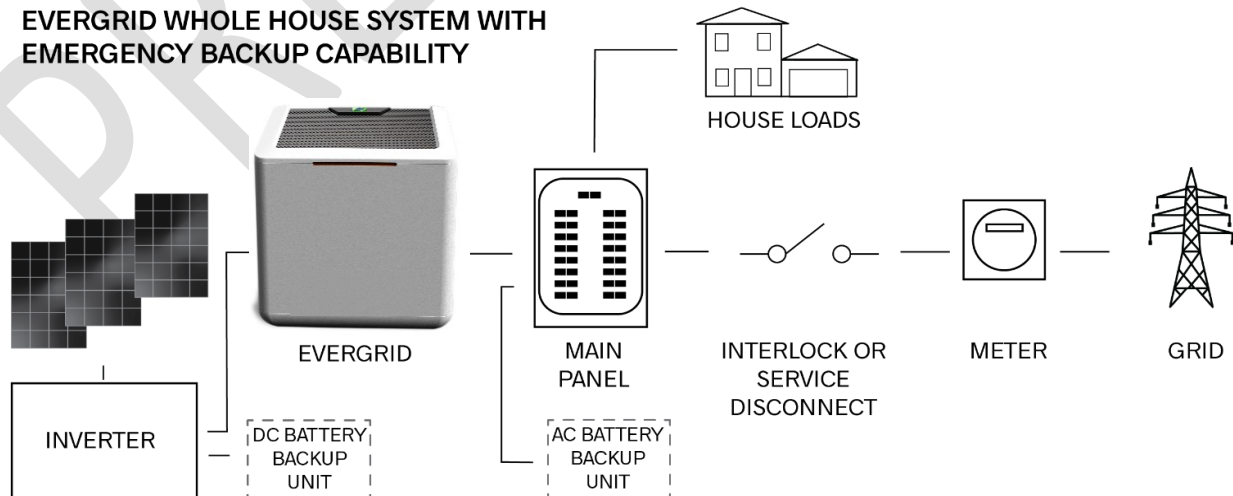 EVERGRID WHOLE HOUSE SYSTEM WITH
EMERGENCY BACKUP CAPABILITY
HOUSE LOADS
EVERGRID
MAIN
PANEL
INTERLOCK OR
SERVICE
DISCONNECT
METER
GRID
INVERTER
DC BATTERY
BACKUP
UNIT
AC BATTERY
BACKUP
UNIT